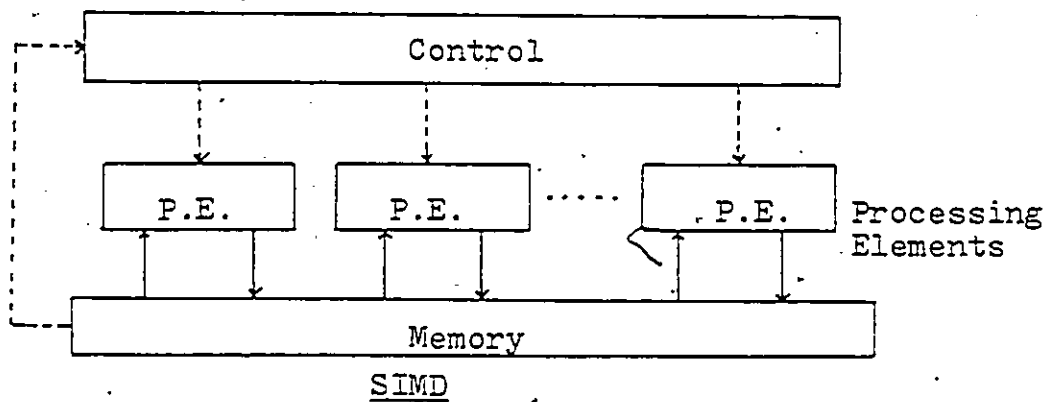 Control
P.E. P.E. ..... P.E. Processing
Elements
Memory
SIMD